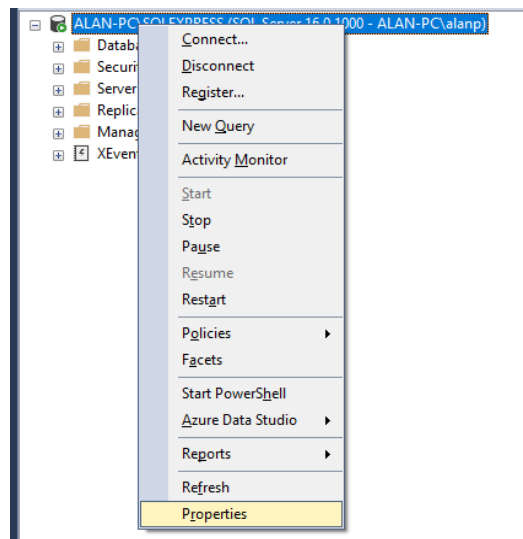 ALAN-PC\SQLEXPRESS (SQL Server 16.0.1000 - ALAN-PC\alanp)
Databa
Securi
Server
Replic
Manag
XEven
Connect...
Disconnect
Register...
New Query
Activity Monitor
Start
Stop
Pause
Resume
Restart
Policies
Facets
Start PowerShell
Azure Data Studio
Reports
Refresh
Properties